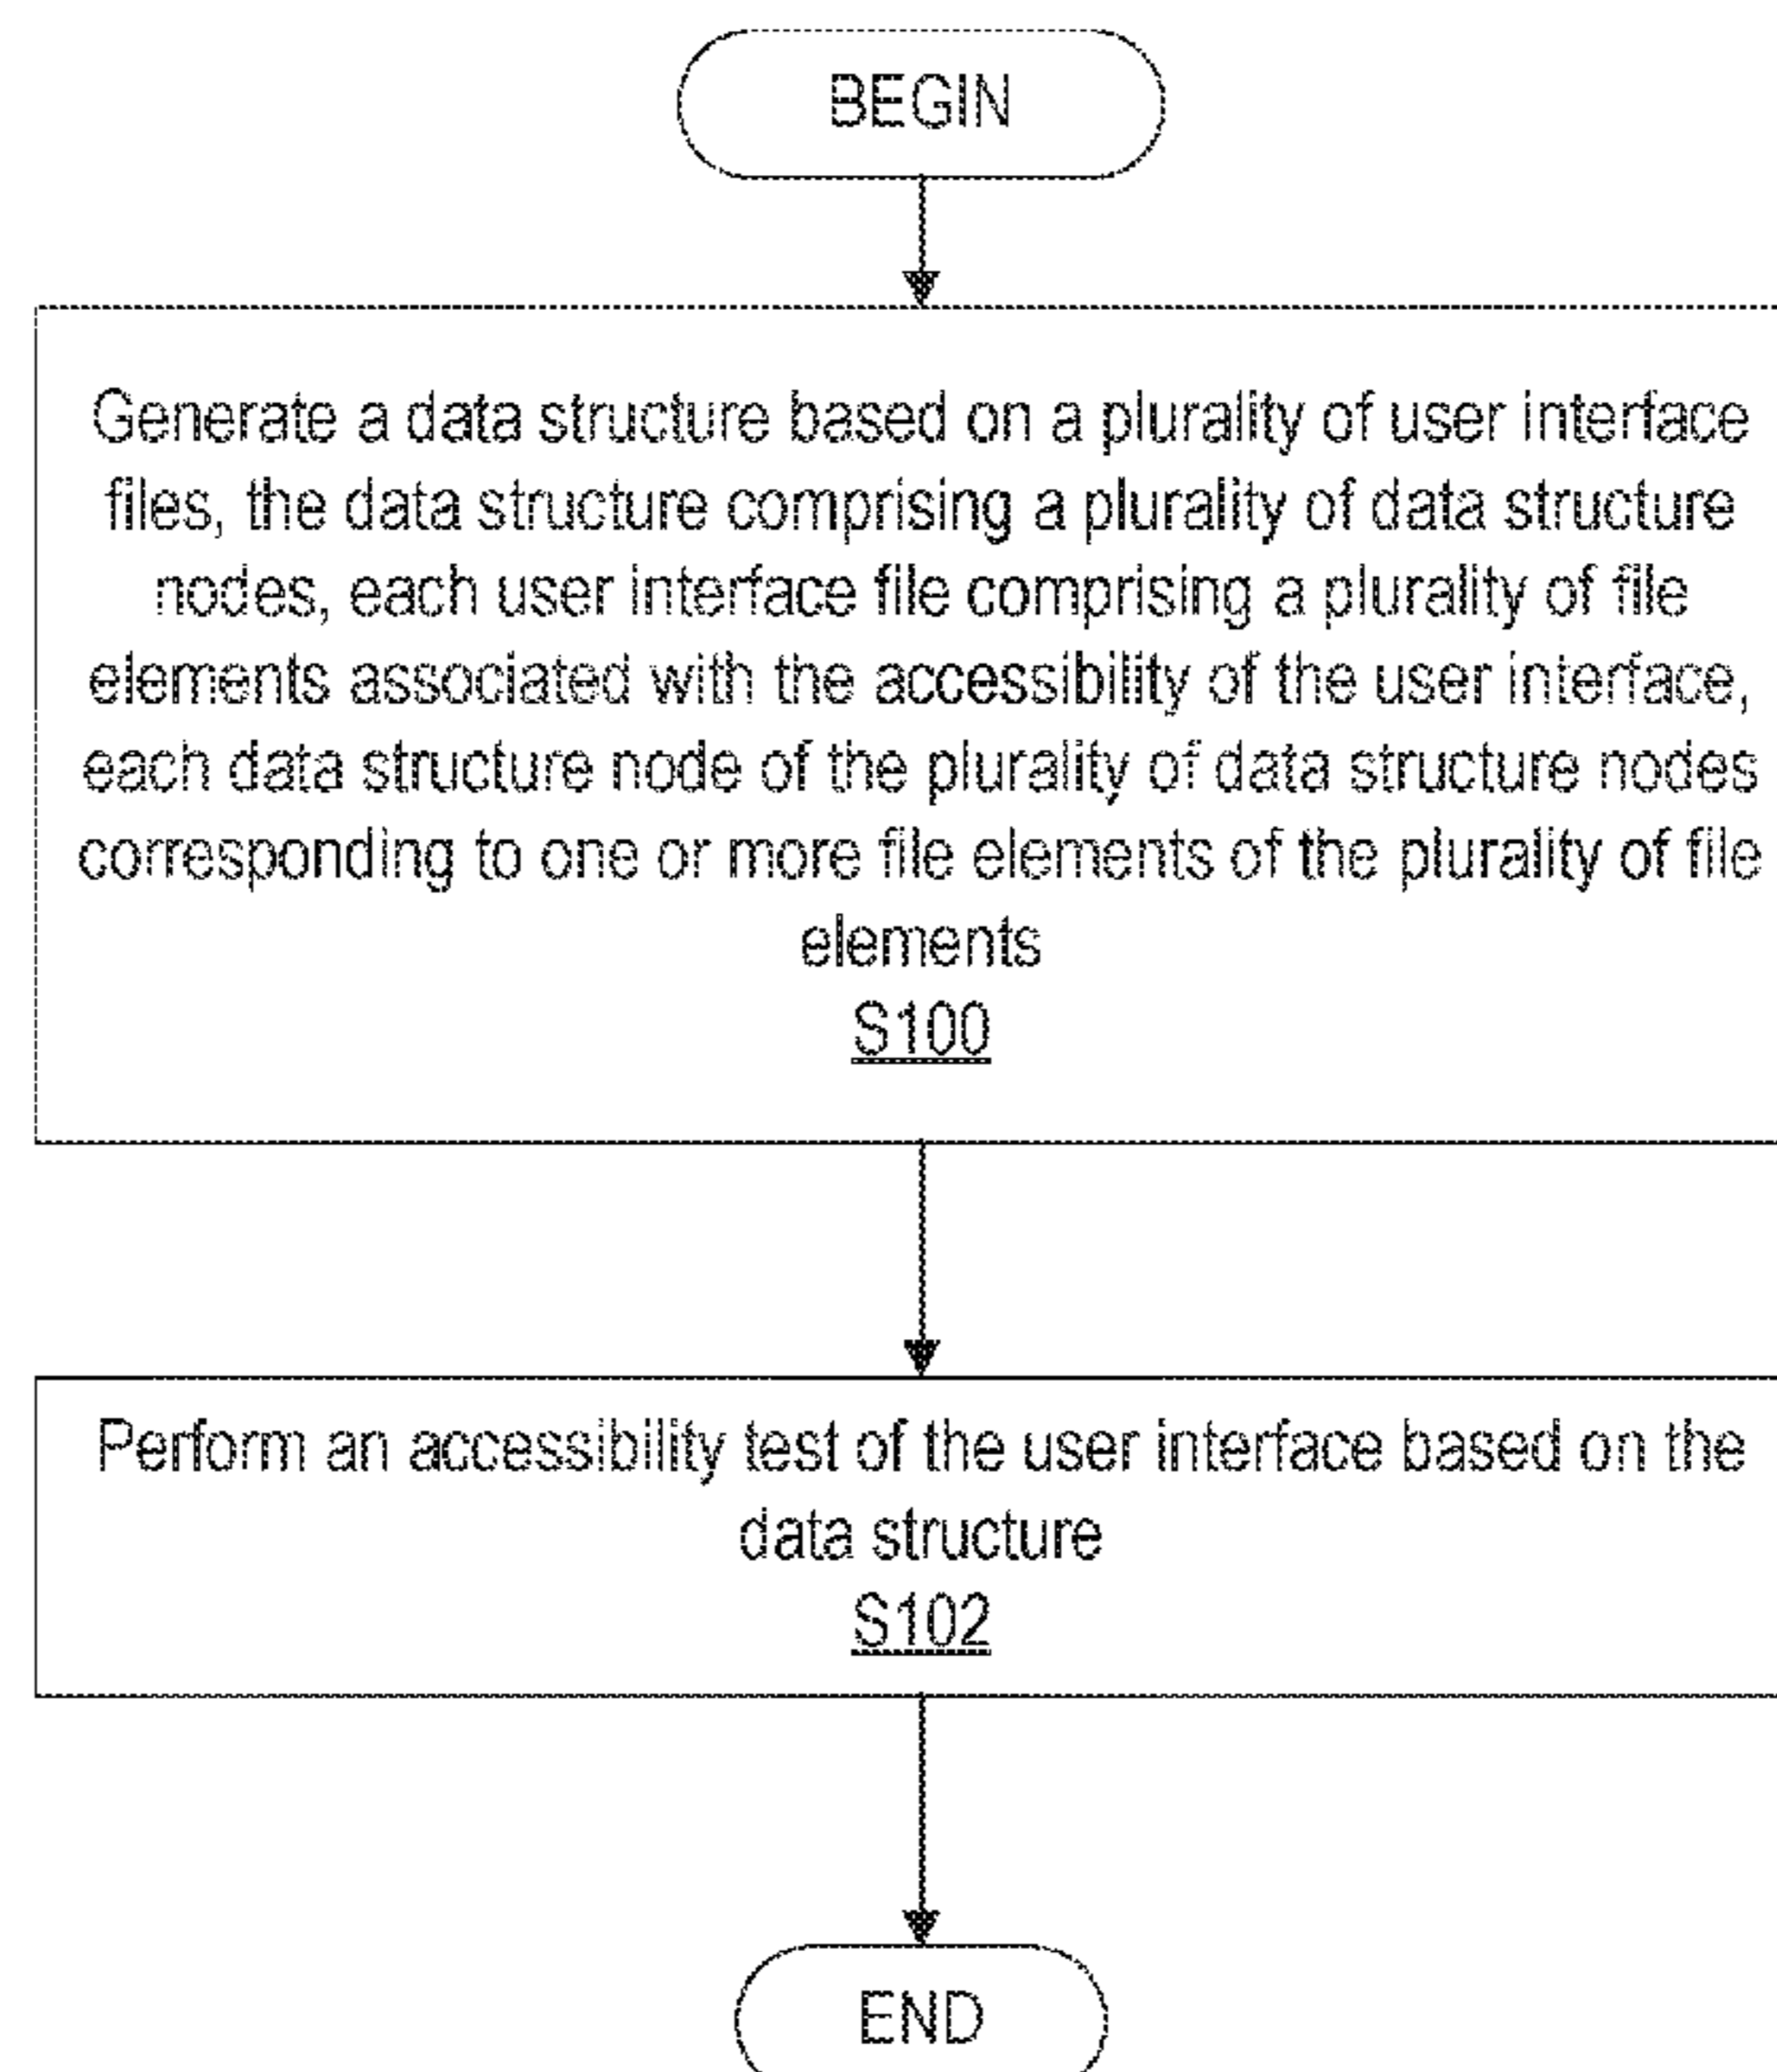 BEGIN
Generate a data structure based on a plurality of user interface
files, the data structure comprising a plurality of data structure
nodes, each user interface file comprising a plurality of file
elements associated with the accessibility of the user interface,
each data structure node of the plurality of data structure nodes
corresponding to one or more file elements of the plurality of file
elements
S100
Perform an accessibility test of the user interface based on the
data structure
S102
END